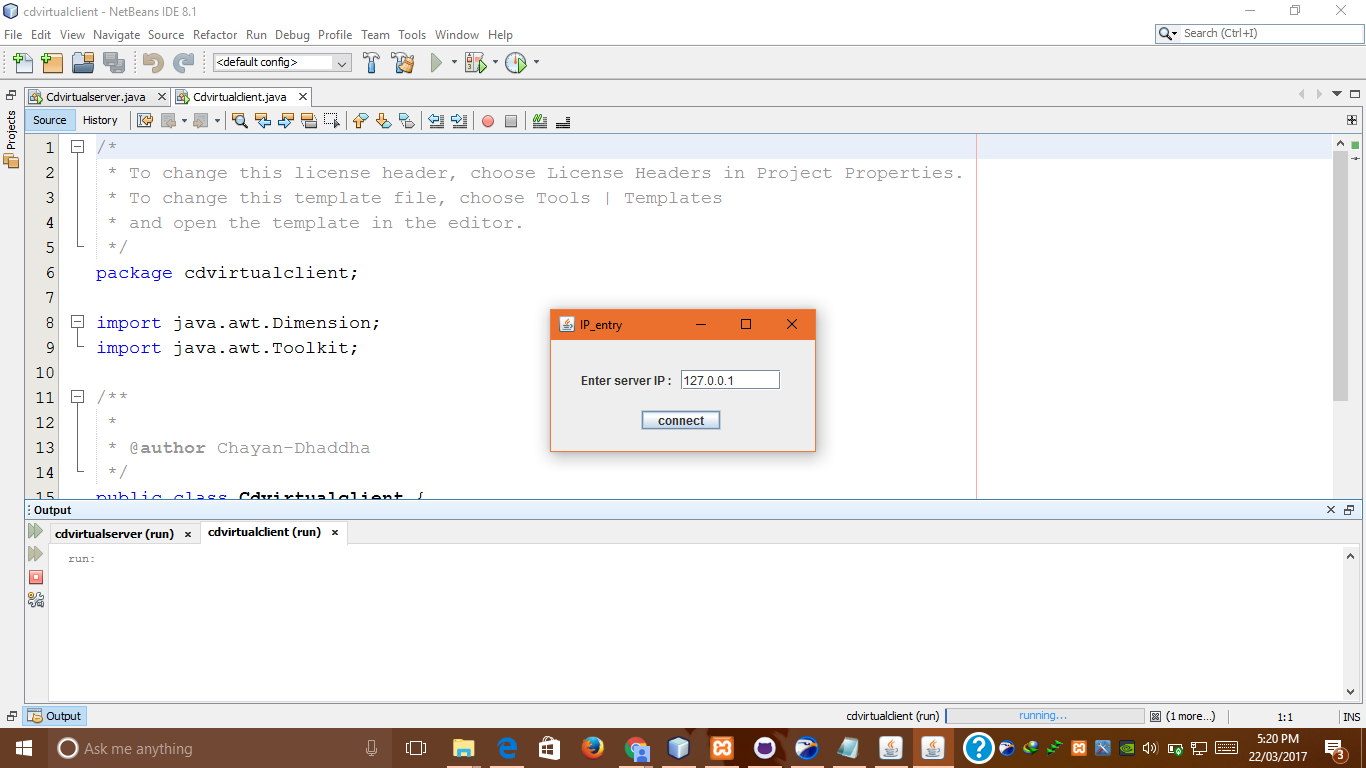 cdvirtualclient - NetBeans IDE 8.1
File Edit View Navigate Source Refactor Run Debug Profile Team Tools Window Help
Search (Ctrl+I)
<default config>
Projects
Cdvirtualserver.java
Cdvirtualclient.java
Source History
1 /*
2 * To change this license header, choose License Headers in Project Properties.
3 * To change this template file, choose Tools | Templates
4 * and open the template in the editor.
5 */
6 package cdvirtualclient;
7
8 import java.awt.Dimension;
9 import java.awt.Toolkit;
10
11 /**
12 *
13 * @author Chayan-Dhaddha
14 */
15 public class Cdvirtualclient {
IP_entry
Enter server IP : 127.0.0.1
connect
Output
cdvirtualserver (run)
cdvirtualclient (run)
run:
Output
cdvirtualclient (run)
running...
(1 more...)
1:1
INS
Ask me anything
5:20 PM
22/03/2017
3